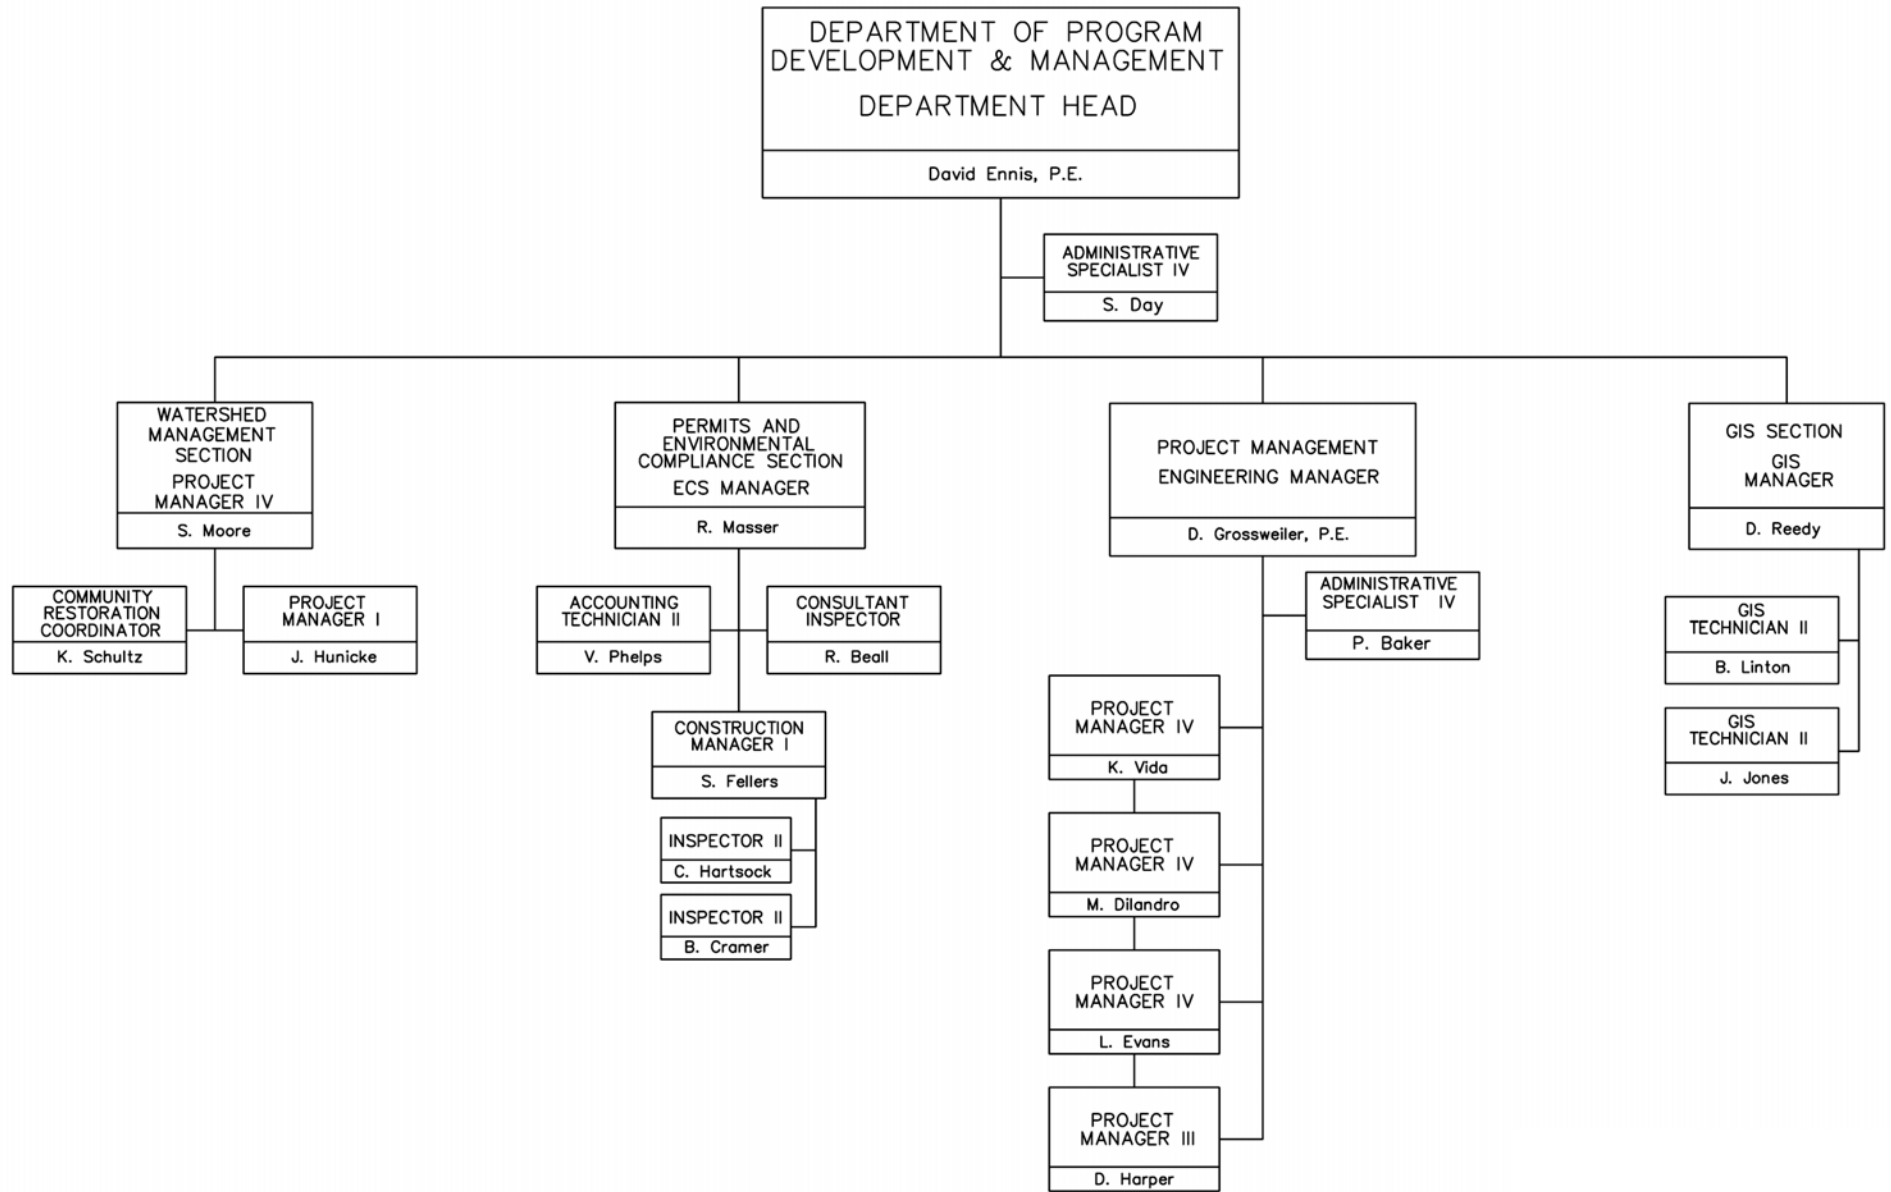 DEPARTMENT OF PROGRAM
DEVELOPMENT & MANAGEMENT
DEPARTMENT HEAD
David Ennis, P.E.
ADMINISTRATIVE
SPECIALIST IV
S. Day
WATERSHED
MANAGEMENT
SECTION
PROJECT
MANAGER IV
S. Moore
COMMUNITY
RESTORATION
COORDINATOR
K. Schultz
PROJECT
MANAGER I
J. Hunicke
PERMITS AND
ENVIRONMENTAL
COMPLIANCE SECTION
ECS MANAGER
R. Masser
ACCOUNTING
TECHNICIAN II
V. Phelps
CONSULTANT
INSPECTOR
R. Beall
CONSTRUCTION
MANAGER I
S. Fellers
INSPECTOR II
C. Hartsock
INSPECTOR II
B. Cramer
PROJECT MANAGEMENT
ENGINEERING MANAGER
D. Grossweiler, P.E.
ADMINISTRATIVE
SPECIALIST IV
P. Baker
PROJECT
MANAGER IV
K. Vida
PROJECT
MANAGER IV
M. Dilandro
PROJECT
MANAGER IV
L. Evans
PROJECT
MANAGER III
D. Harper
GIS SECTION
GIS
MANAGER
D. Reedy
GIS
TECHNICIAN II
B. Linton
GIS
TECHNICIAN II
J. Jones